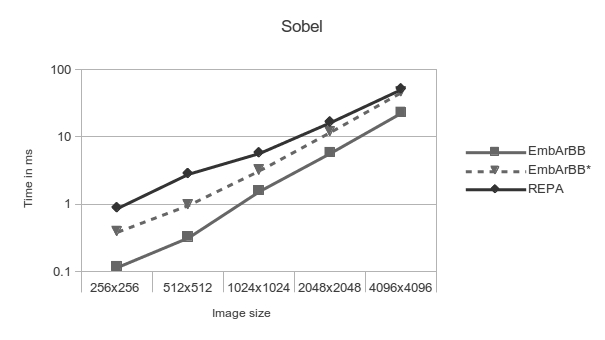 Sobel
100
10
1
0.1
Time in ms
256x256 512x512 1024x1024 2048x2048 4096x4096
Image size
EmbArBB
EmbArBB*
REPA